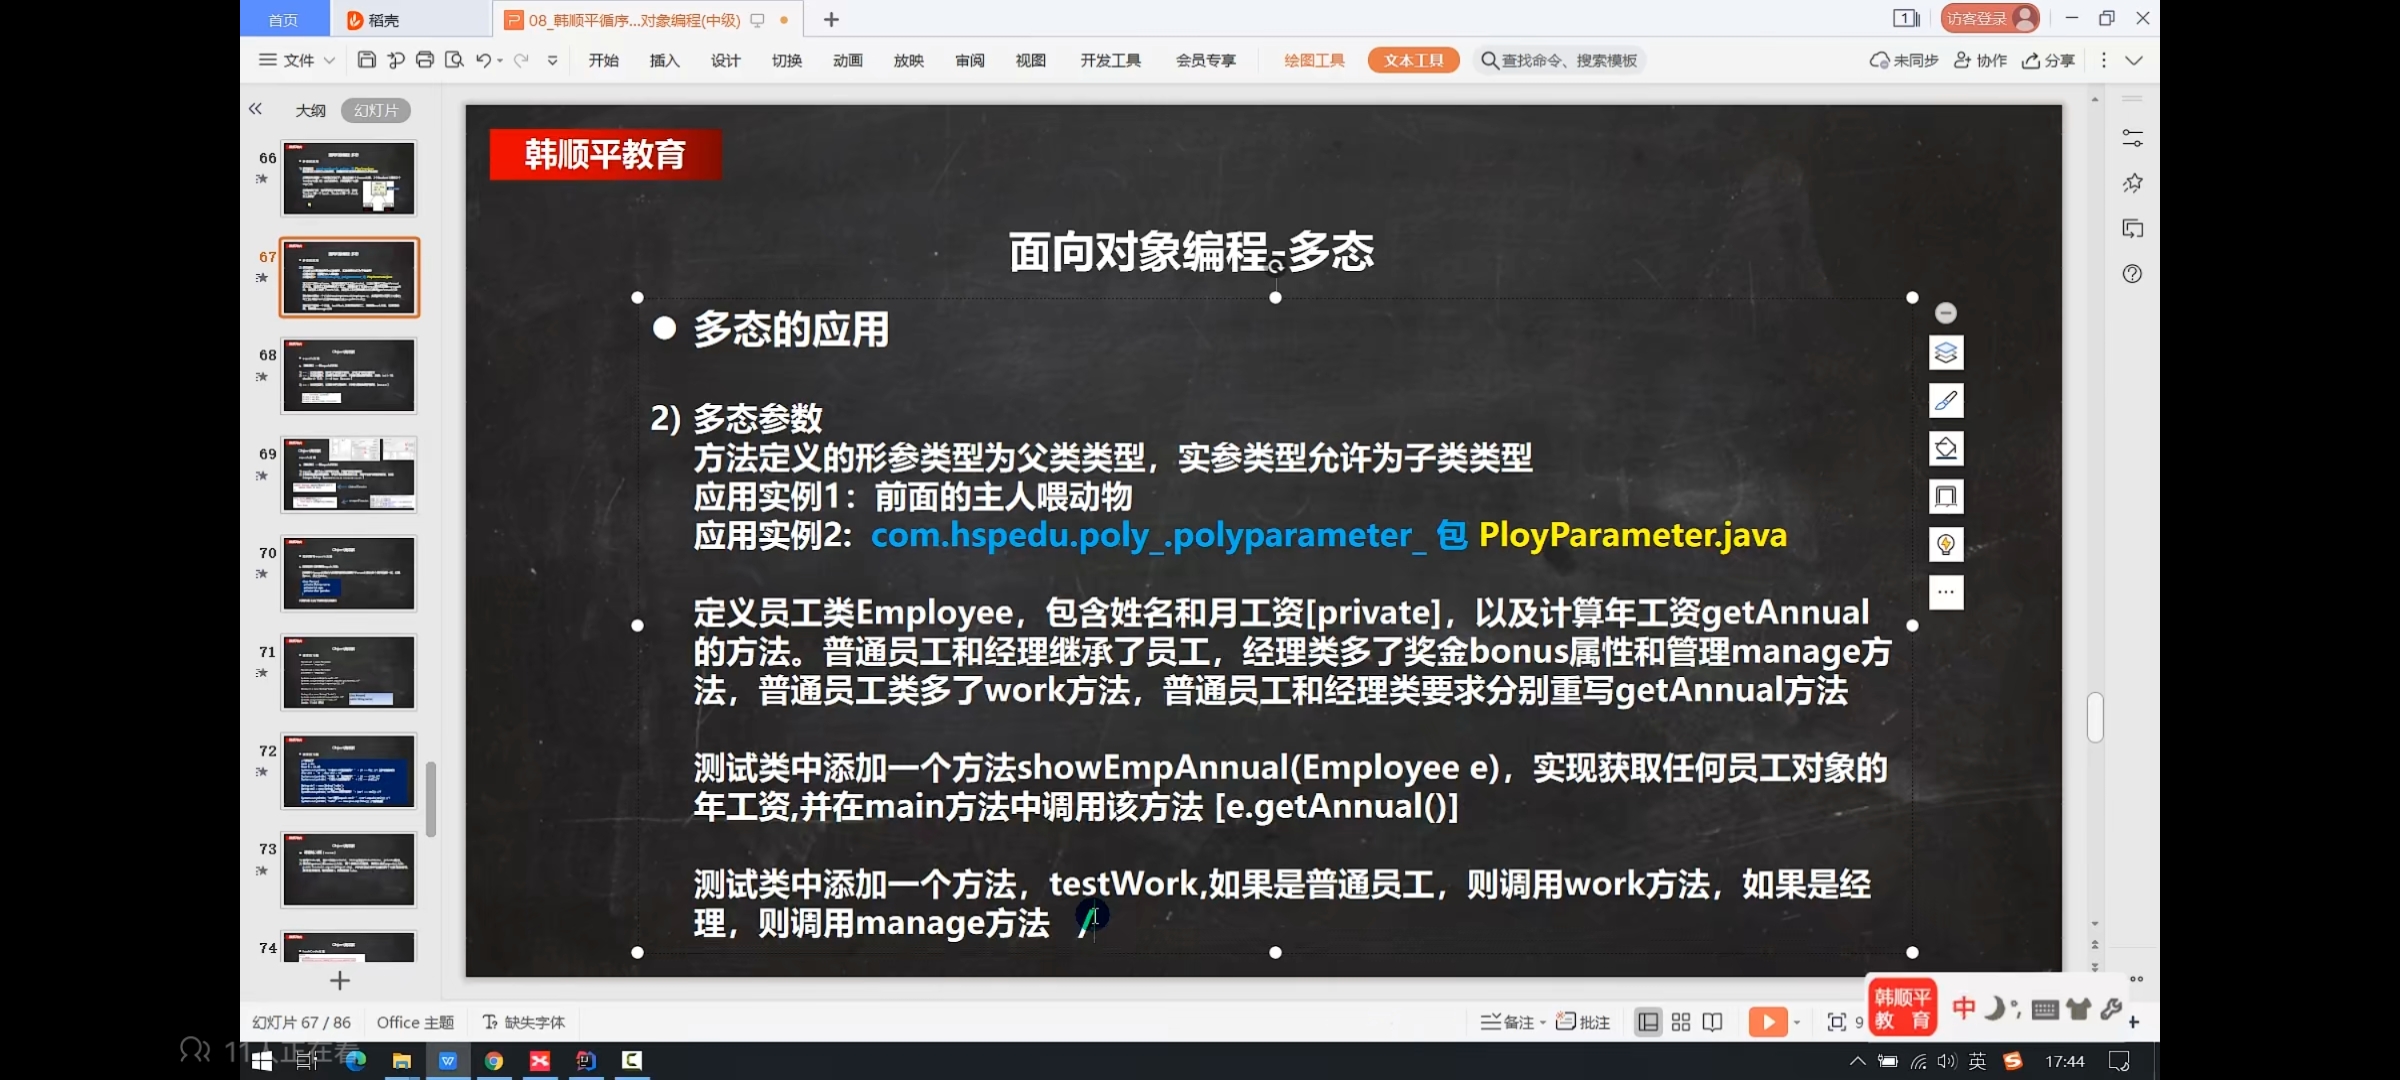 首页
稻壳
08_韩顺平循序...对象编程(中级)
1
访客登录
文件
开始
插入
设计
切换
动画
放映
审阅
视图
开发工具
会员专享
绘图工具
文本工具
查找命令、搜索模板
未同步
协作
分享
大纲
幻灯片
66
67
68
69
70
71
72
73
74
韩顺平教育
面向对象编程-多态
多态的应用
2) 多态参数
方法定义的形参类型为父类类型，实参类型允许为子类类型
应用实例1：前面的主人喂动物
应用实例2: com.hspedu.poly_.polyparameter_ 包 PloyParameter.java
定义员工类Employee，包含姓名和月工资[private]，以及计算年工资getAnnual
的方法。普通员工和经理继承了员工，经理类多了奖金bonus属性和管理manage方
法，普通员工类多了work方法，普通员工和经理类要求分别重写getAnnual方法
测试类中添加一个方法showEmpAnnual(Employee e)，实现获取任何员工对象的
年工资,并在main方法中调用该方法 [e.getAnnual()]
测试类中添加一个方法，testWork,如果是普通员工，则调用work方法，如果是经
理，则调用manage方法 /
幻灯片 67 / 86
Office 主题
缺失字体
备注
批注
9
韩顺平
教 育
中
11人正在看
英
17:44